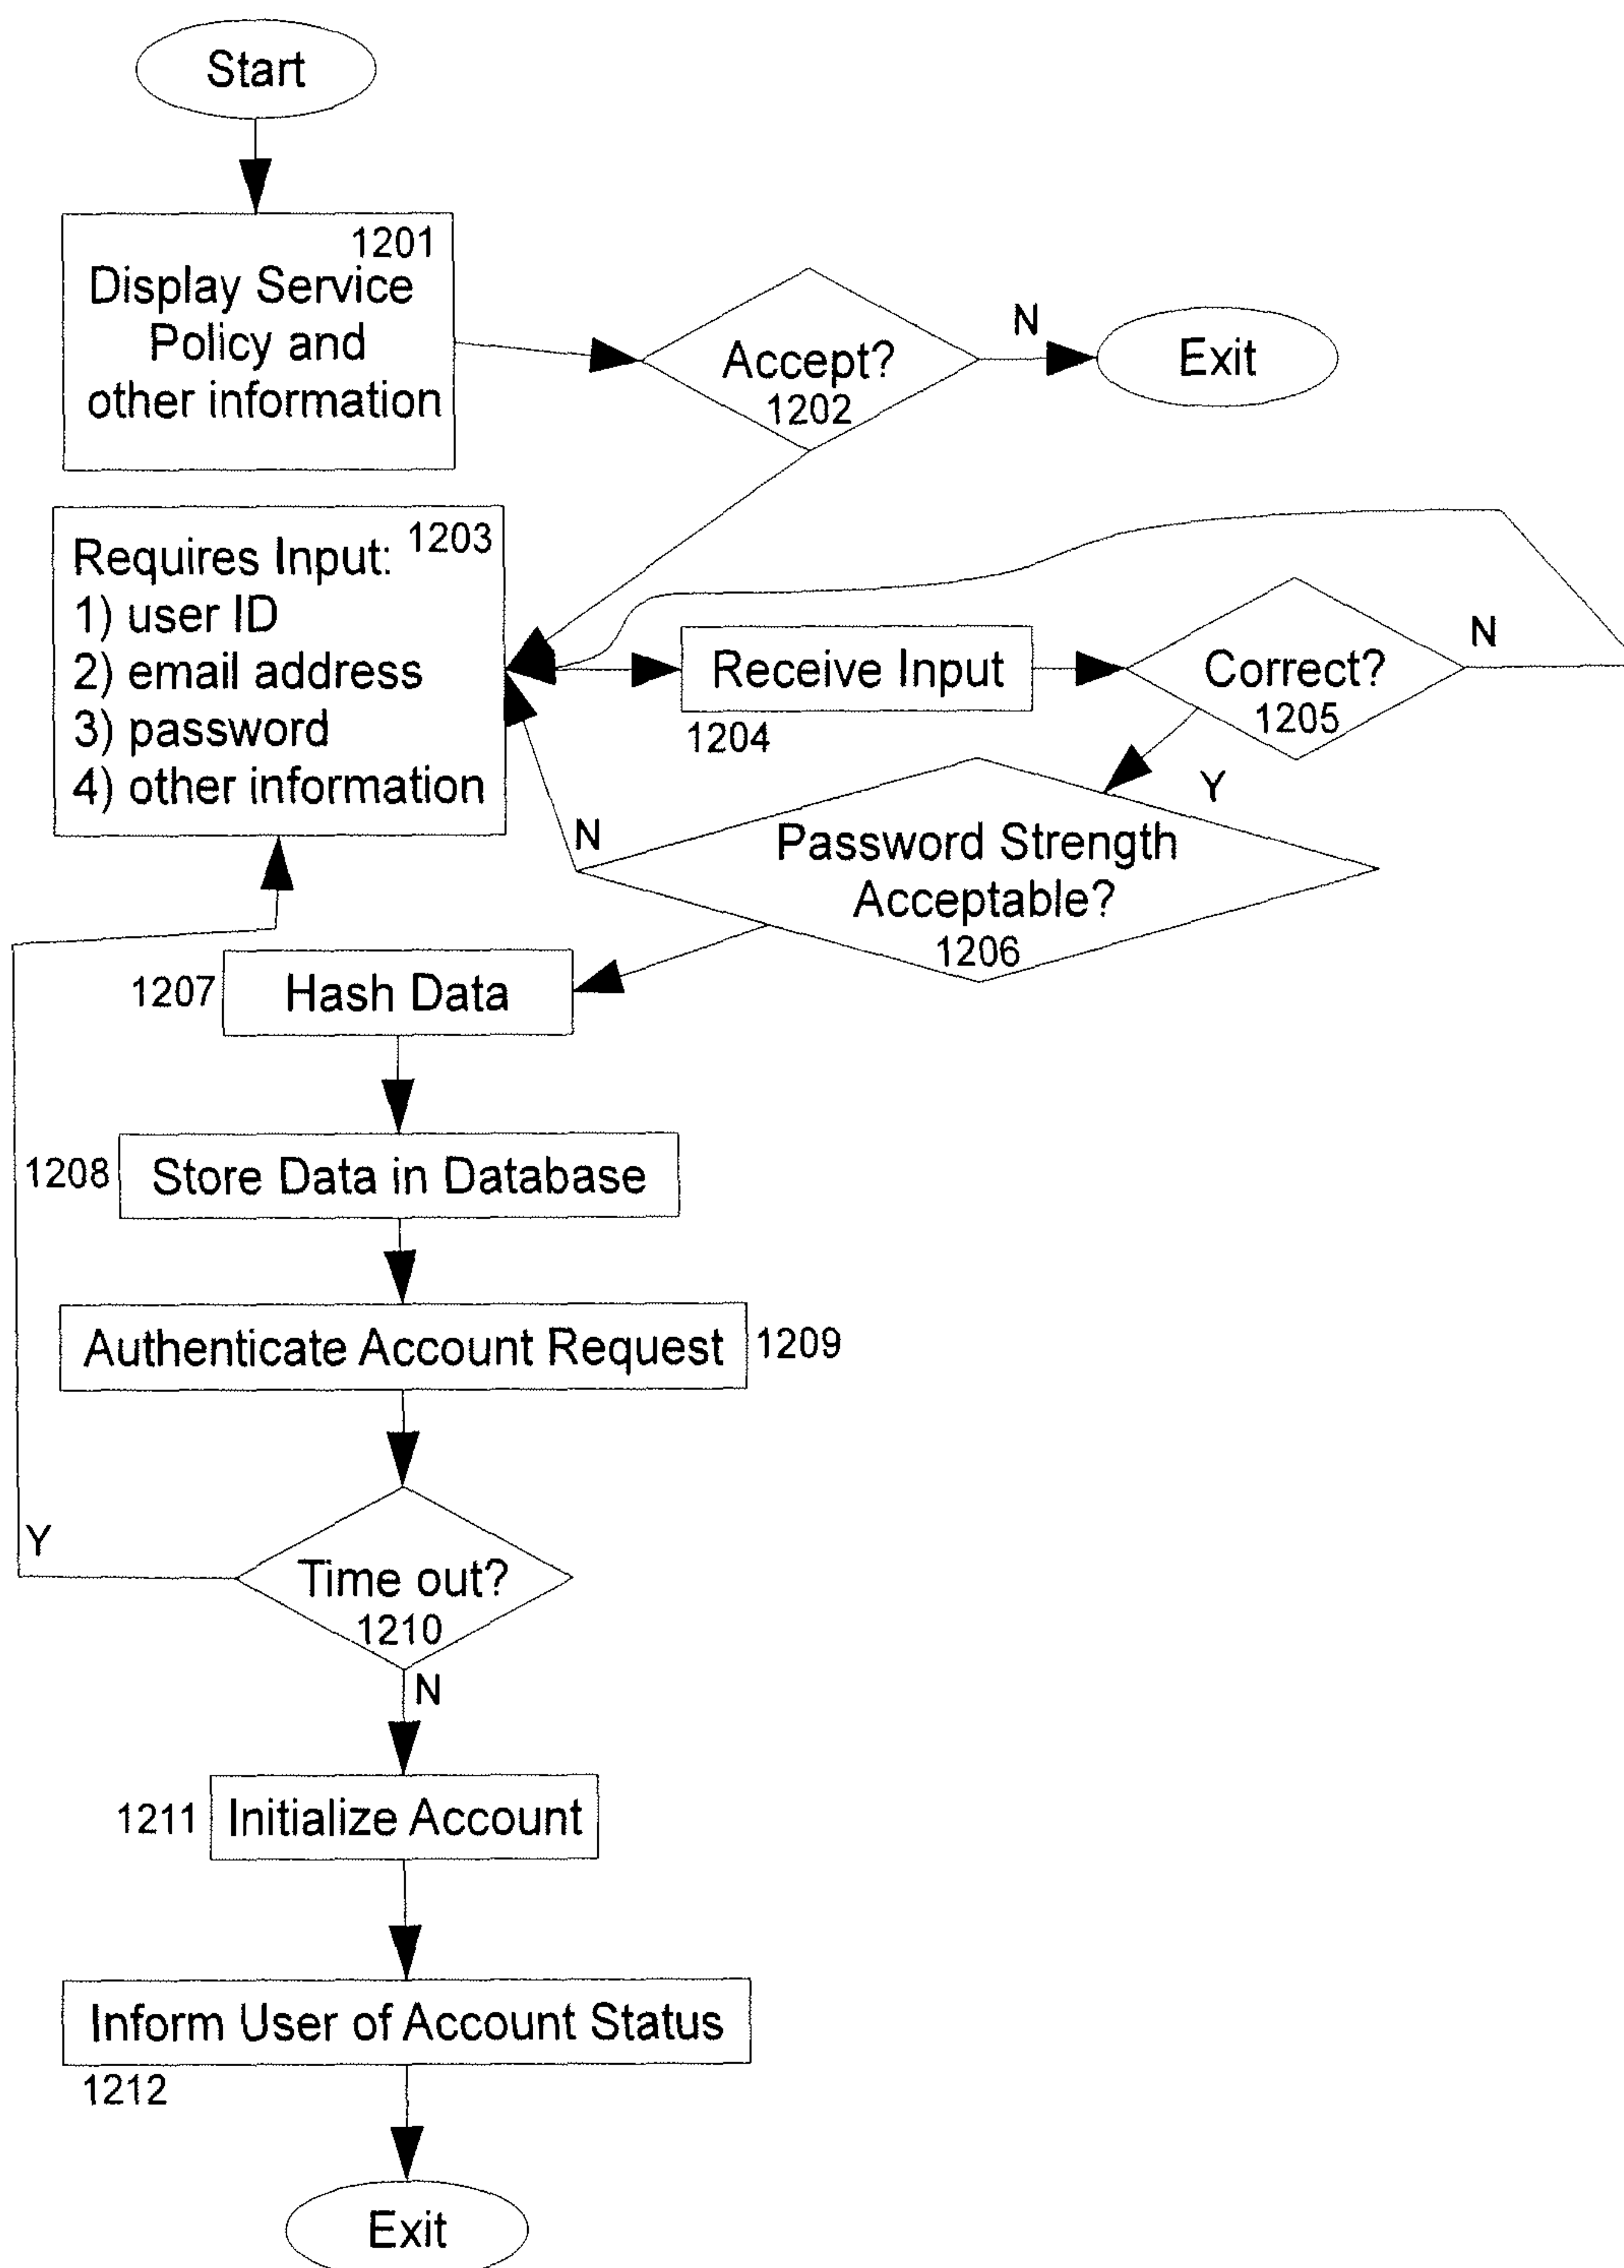 Start
1201
Display Service
Policy and
other information
Accept?
1202
N
Exit
1203
Requires Input:
1) user ID
2) email address
3) password
4) other information
Receive Input
1204
Correct?
1205
N
Y
Password Strength
Acceptable?
1206
N
1207
Hash Data
1208
Store Data in Database
Authenticate Account Request
1209
Time out?
1210
Y
N
1211
Initialize Account
Inform User of Account Status
1212
Exit